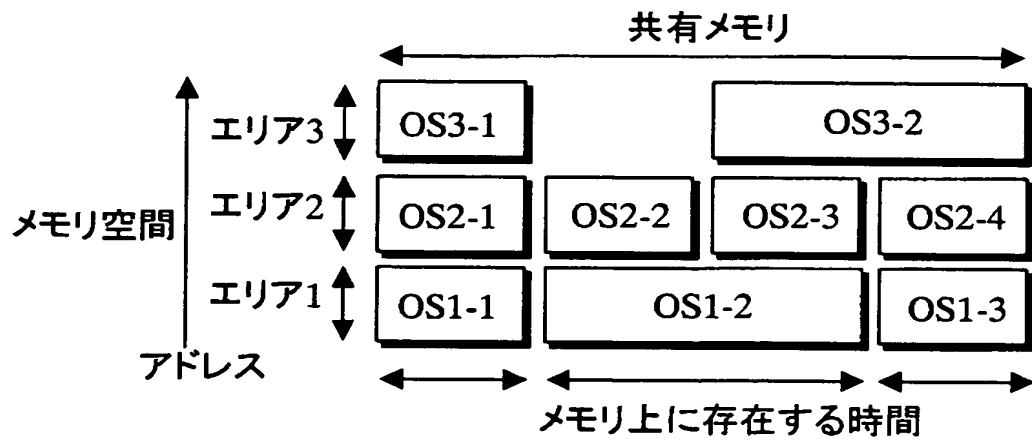 共有メモリ
エリア3
OS3-1
OS3-2
メモリ空間
エリア2
OS2-1
OS2-2
OS2-3
OS2-4
エリア1
OS1-1
OS1-2
OS1-3
アドレス
メモリ上に存在する時間